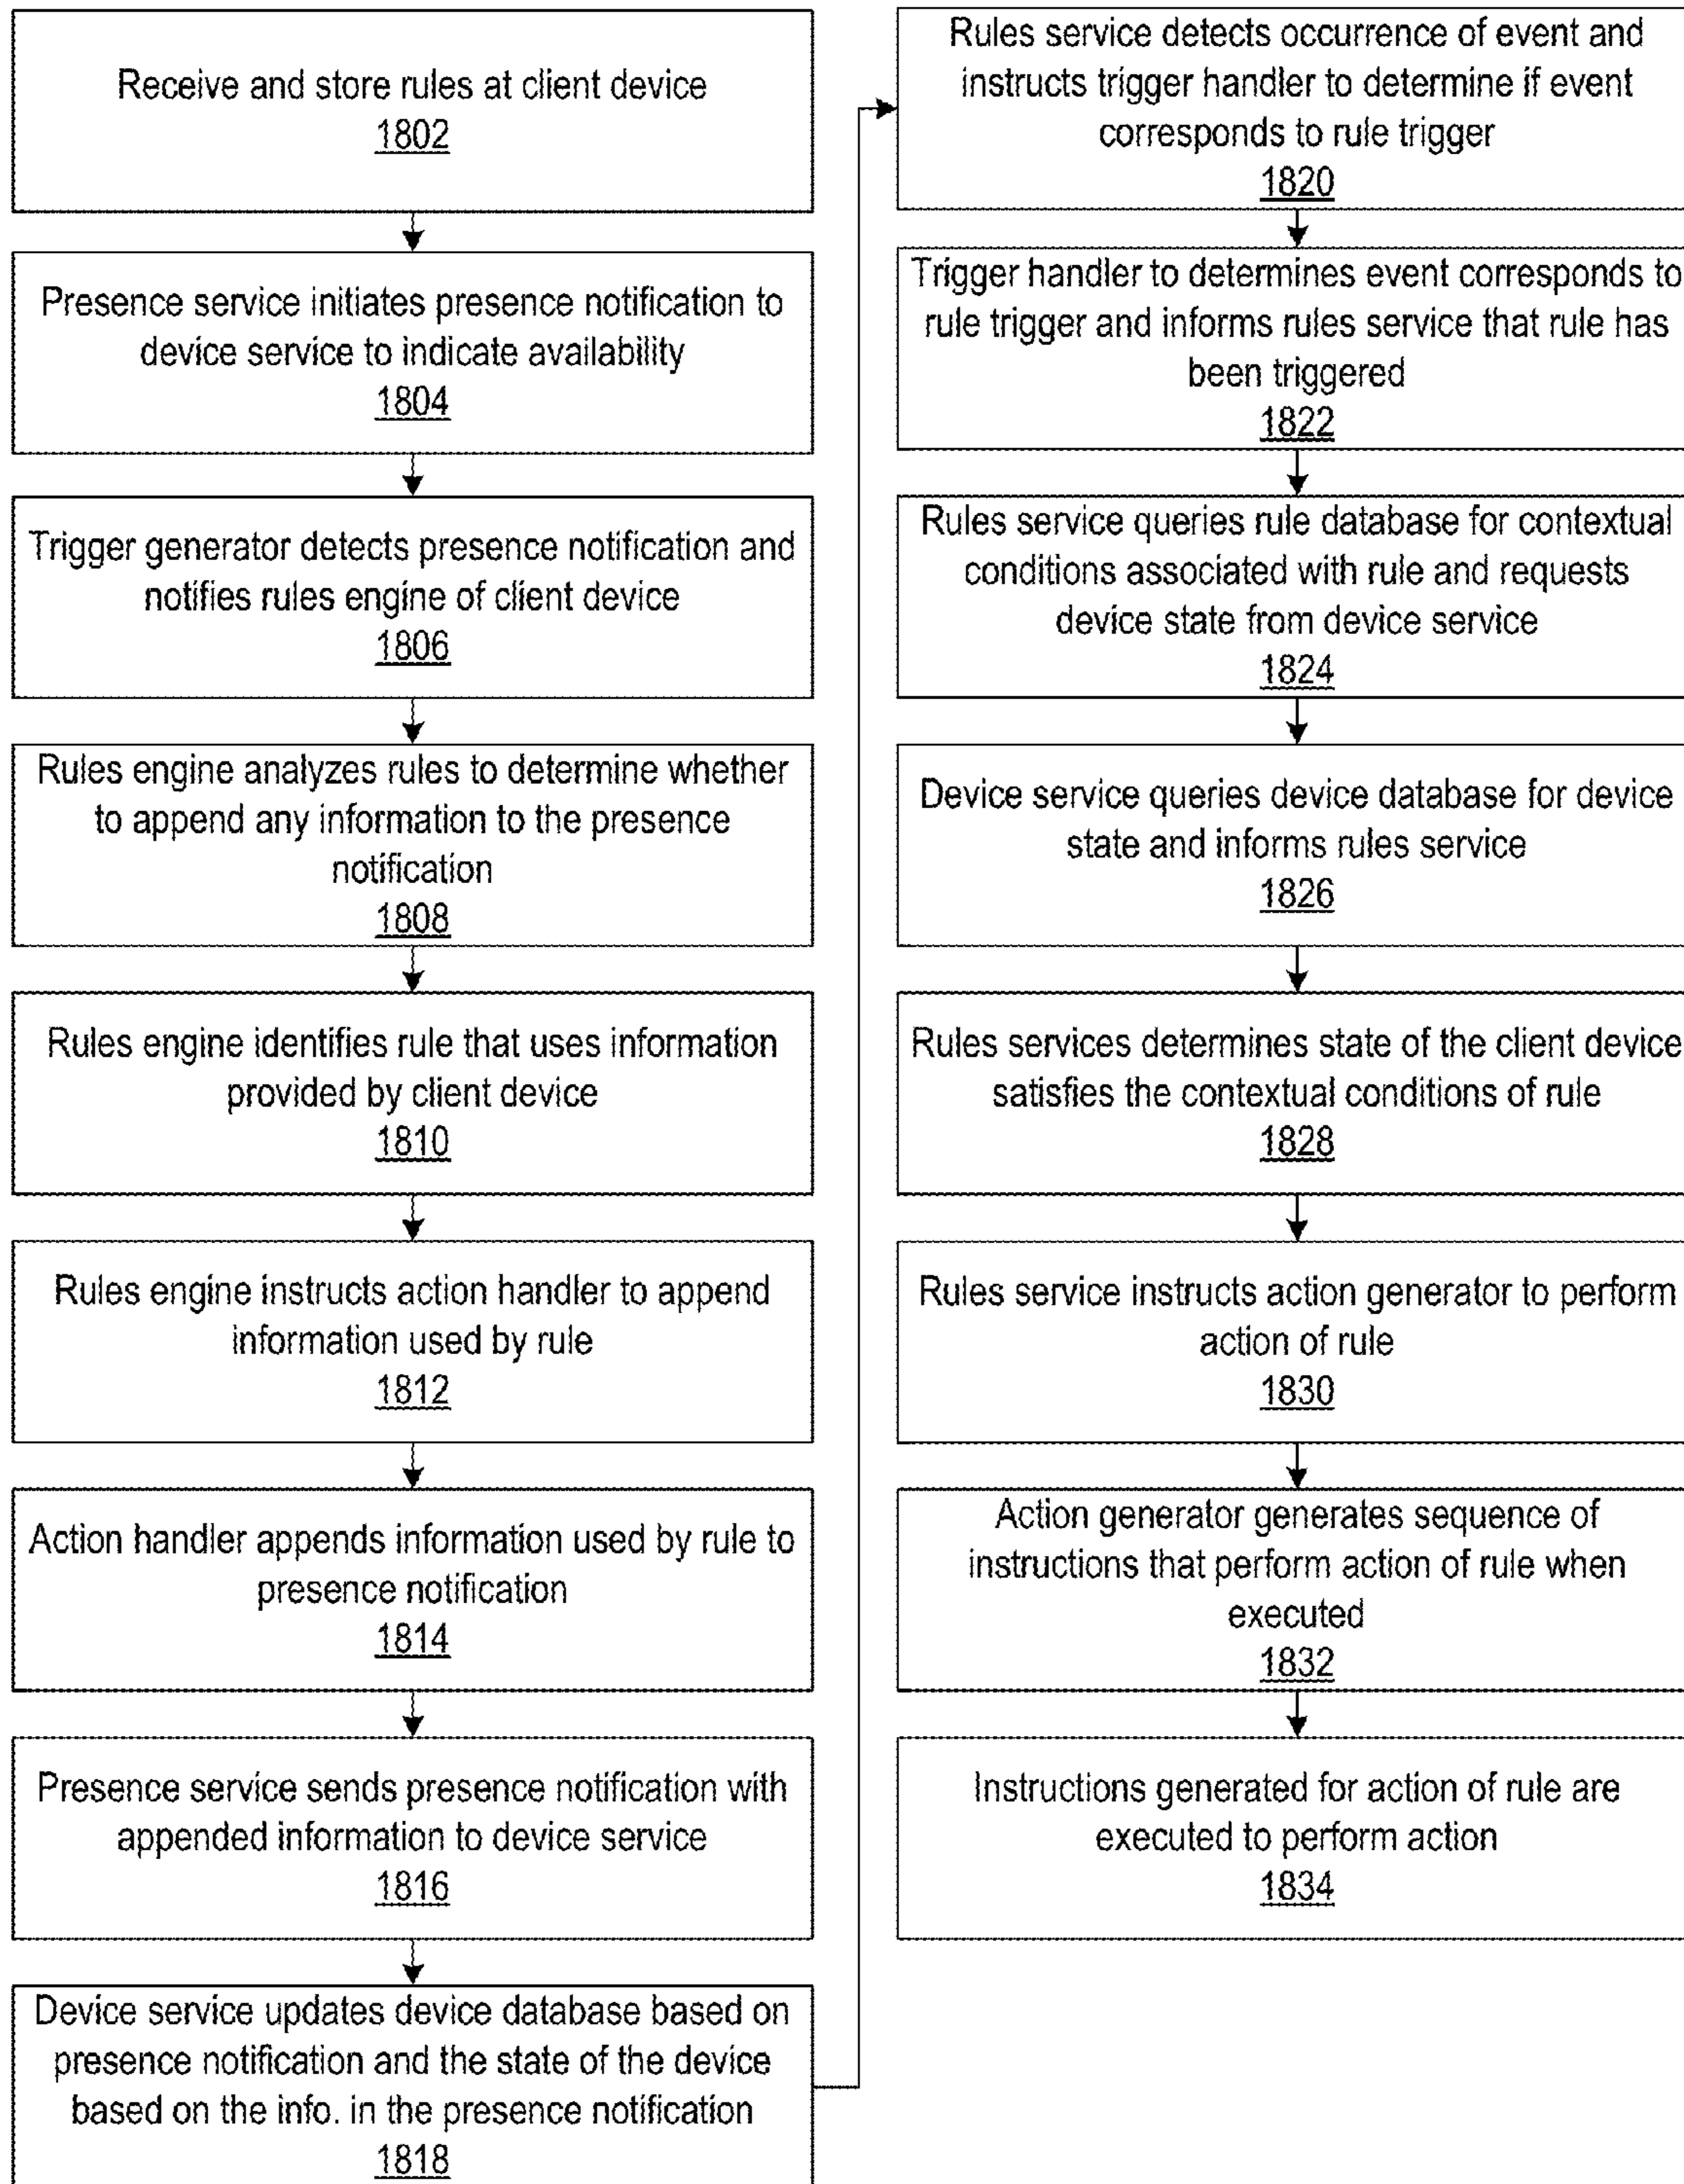 Receive and store rules at client device
1802
Presence service initiates presence notification to
device service to indicate availability
1804
Trigger generator detects presence notification and
notifies rules engine of client device
1806
Rules engine analyzes rules to determine whether
to append any information to the presence
notification
1808
Rules engine identifies rule that uses information
provided by client device
1810
Rules engine instructs action handler to append
information used by rule
1812
Action handler appends information used by rule to
presence notification
1814
Presence service sends presence notification with
appended information to device service
1816
Device service updates device database based on
presence notification and the state of the device
based on the info. in the presence notification
1818
Rules service detects occurrence of event and
instructs trigger handler to determine if event
corresponds to rule trigger
1820
Trigger handler to determines event corresponds to
rule trigger and informs rules service that rule has
been triggered
1822
Rules service queries rule database for contextual
conditions associated with rule and requests
device state from device service
1824
Device service queries device database for device
state and informs rules service
1826
Rules services determines state of the client device
satisfies the contextual conditions of rule
1828
Rules service instructs action generator to perform
action of rule
1830
Action generator generates sequence of
instructions that perform action of rule when
executed
1832
Instructions generated for action of rule are
executed to perform action
1834